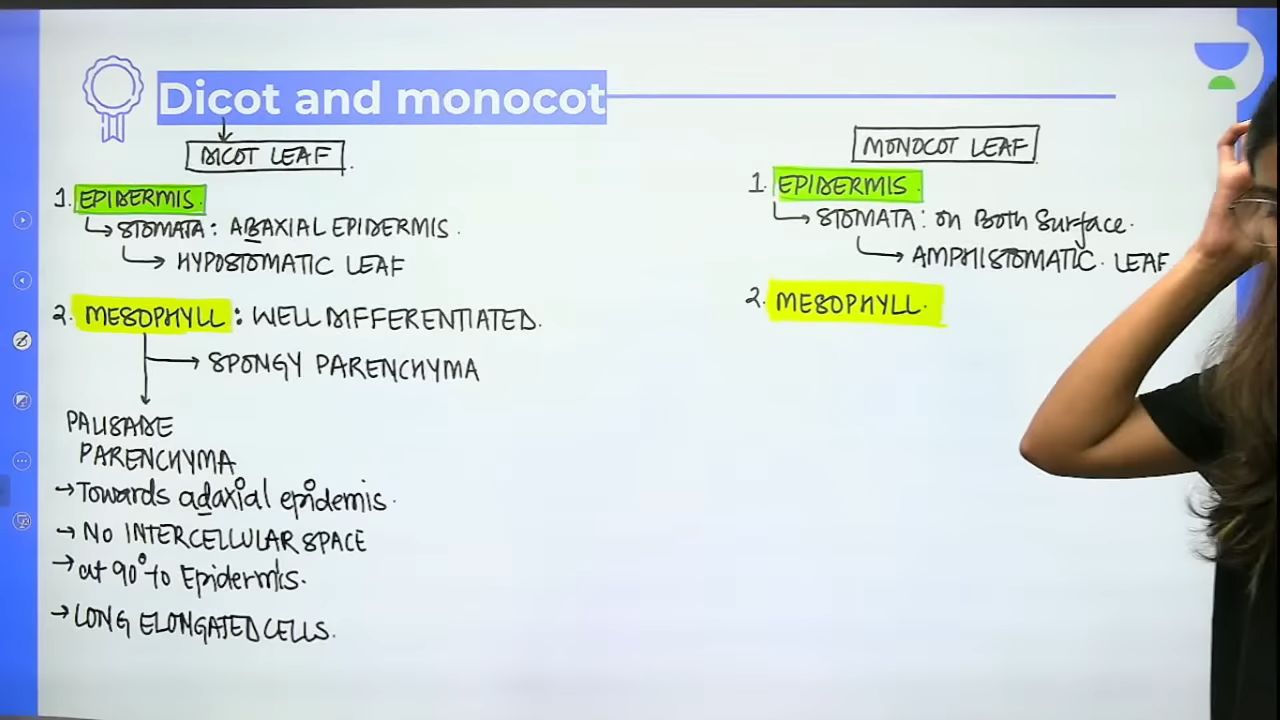 Dicot and monocot
DICOT LEAF.
1. EPIDERMIS.
STOMATA: ABAXIAL EPIDERMIS.
HYPOSTOMATIC LEAF
2. MESOPHYLL: WELL DIFFERENTIATED.
SPONGY PARENCHYMA
PALISADE
PARENCHYMA
→Towards adaxial epidemis.
→NO INTERCELLULAR SPACE
→at 90° to Epidermis.
→LONG ELONGATED CELLS.
MONOCOT LEAF
1. EPIDERMIS.
STOMATA: on Both Surface.
AMPHISTOMATIC. LEAF
2. MESOPHYLL.